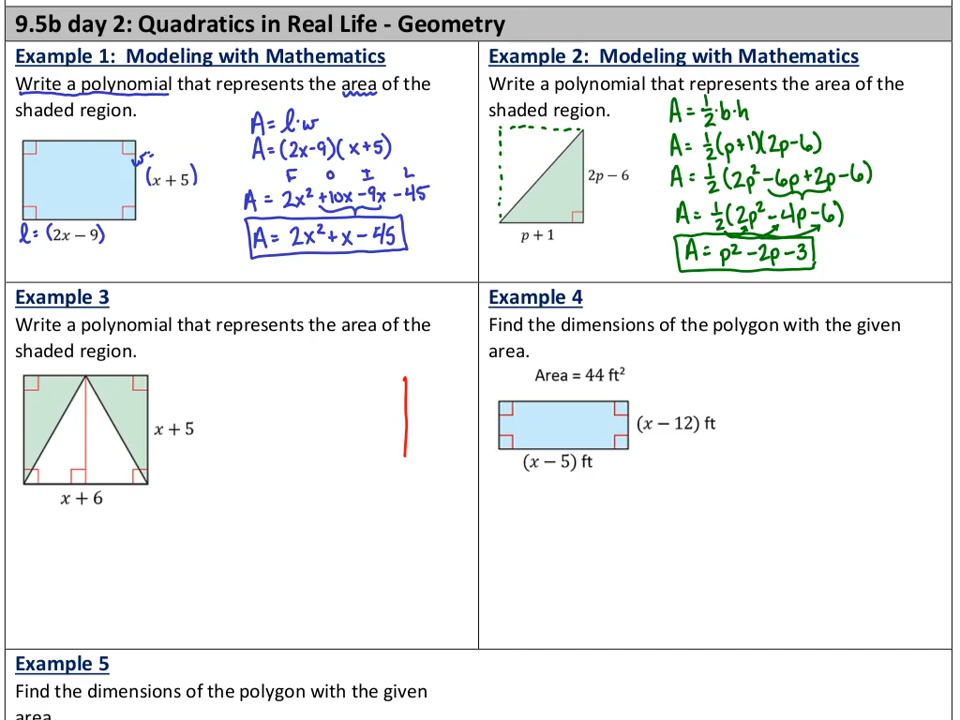 9.5b day 2: Quadratics in Real Life - Geometry
Example 1: Modeling with Mathematics
Write a polynomial that represents the area of the
shaded region.
A = l·w
A = (2x-9)(x+5)
F O I L
A = 2x² +10x -9x -45
A = 2x² + x - 45
w=
(x + 5)
l = (2x − 9)
Example 2: Modeling with Mathematics
Write a polynomial that represents the area of the
shaded region.
A = ½·b·h
A = ½(p+1)(2p-6)
A = ½(2p² -6p+2p-6)
A = ½(2p² -4p-6)
A = p² -2p-3
2p − 6
p + 1
Example 3
Write a polynomial that represents the area of the
shaded region.
x + 5
x + 6
Example 4
Find the dimensions of the polygon with the given
area.
Area = 44 ft²
(x − 12) ft
(x − 5) ft
Example 5
Find the dimensions of the polygon with the given
area.